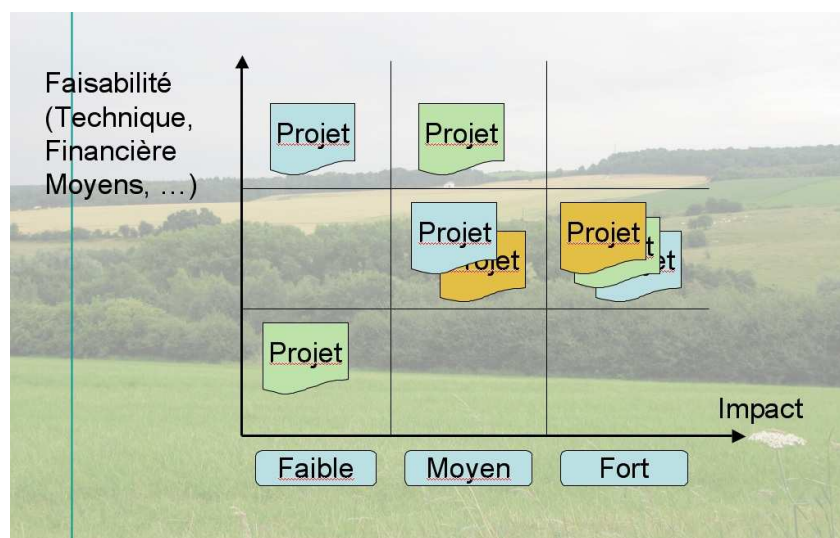 Faisabilité
(Technique,
Financière
Moyens, …)
Projet
Projet
Projet
Projet
Projet
Projet
Impact
Faible
Moyen
Fort